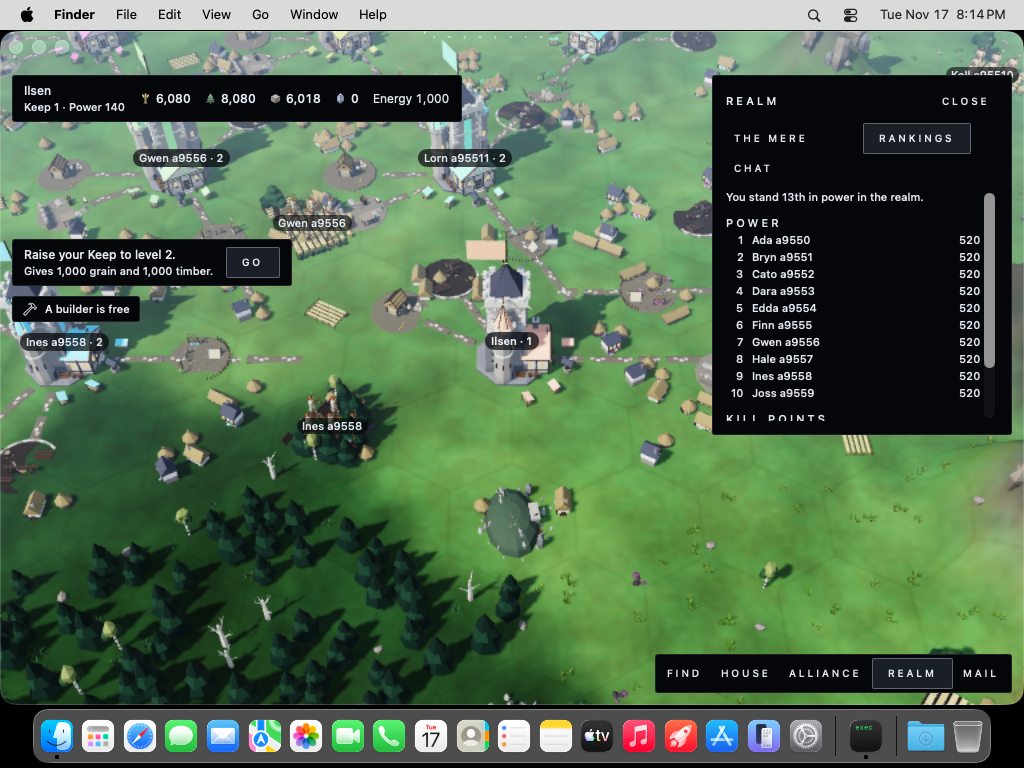 Finder File Edit View Go Window Help Tue Nov 17 8:14 PM
Ilsen
Keep 1 · Power 140
6,080 8,080 6,018 0 Energy 1,000
Kell a95510
REALM CLOSE
THE MERE RANKINGS
CHAT
You stand 13th in power in the realm.
POWER
1 Ada a9550 520
2 Bryn a9551 520
3 Cato a9552 520
4 Dara a9553 520
5 Edda a9554 520
6 Finn a9555 520
7 Gwen a9556 520
8 Hale a9557 520
9 Ines a9558 520
10 Joss a9559 520
KILL POINTS
Gwen a9556 · 2
Lorn a95511 · 2
Gwen a9556
Raise your Keep to level 2.
Gives 1,000 grain and 1,000 timber.
GO
A builder is free
Ines a9558 · 2
Ilsen · 1
Ines a9558
FIND HOUSE ALLIANCE REALM MAIL
Tue
17
tv
exec